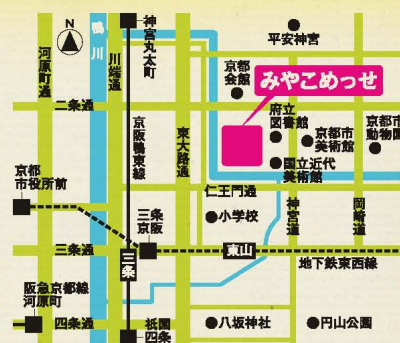 N
鴨川
神宮丸太町
平安神宮
河原町通
川端通
京都
会館
みやこめっせ
二条通
府立
図書館
京都市
美術館
京都市
動物園
京阪鴨東線
東大路通
国立近代
美術館
京都
市役所前
仁王門通
三条
京阪
小学校
神宮道
岡崎道
三条通
三条
東山
地下鉄東西線
阪急京都線
河原町
四条通
祇園
四条
八坂神社
円山公園